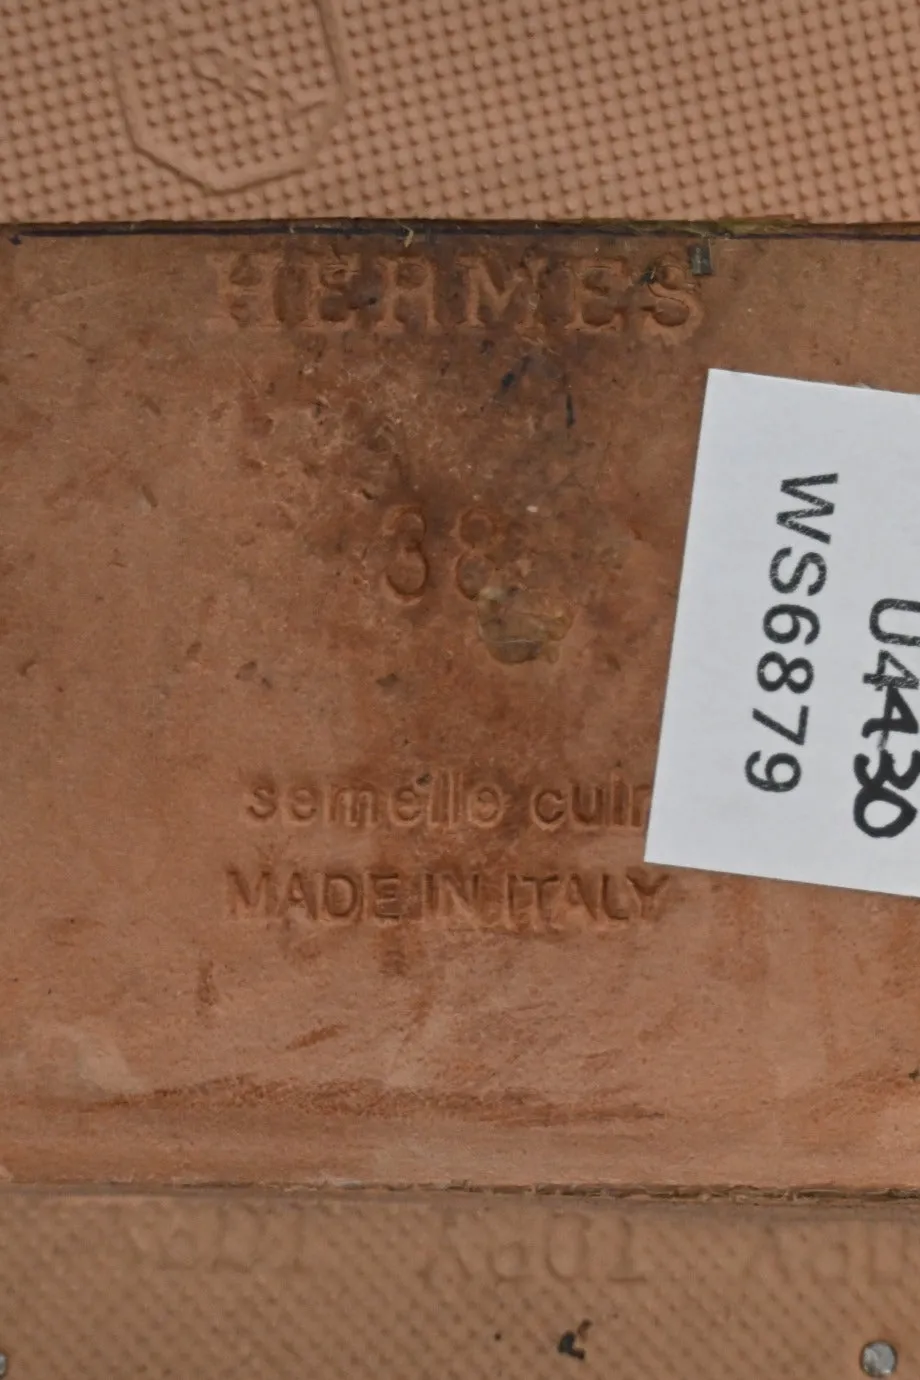 HERMES
38
semelle cuir
MADE IN ITALY
WS6879
0430